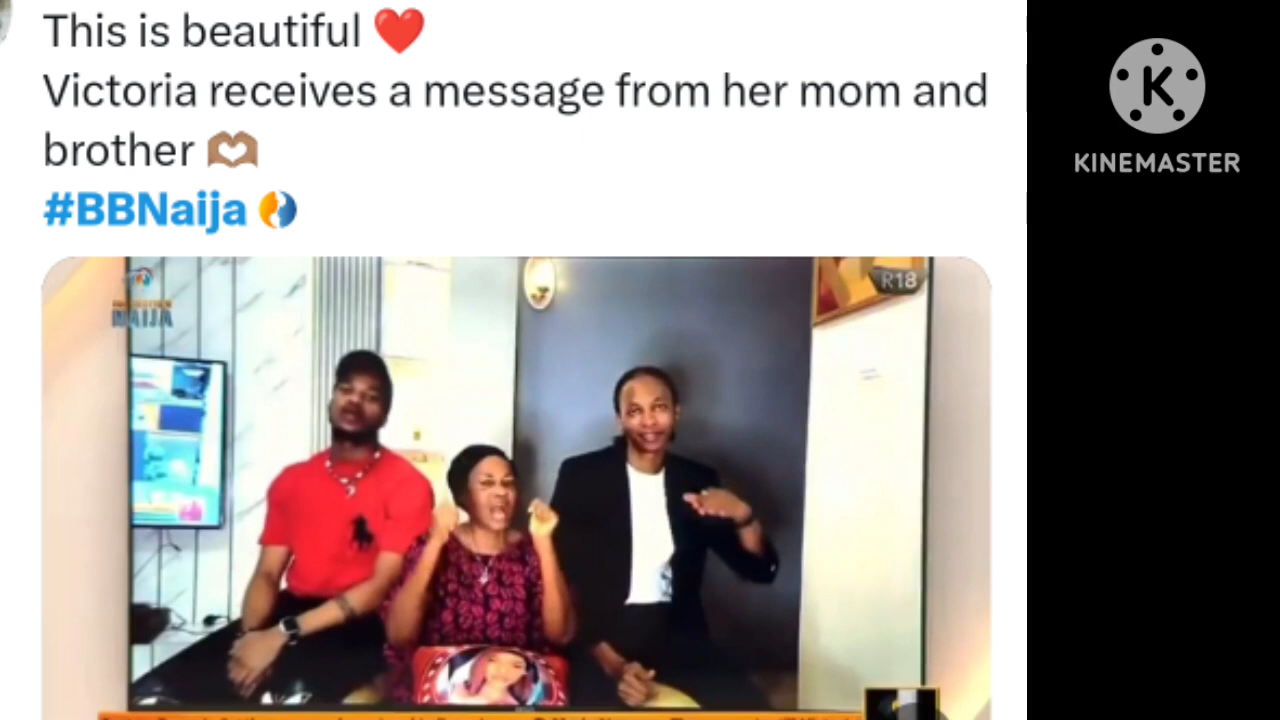 This is beautiful ❤️
Victoria receives a message from her mom and
brother 🫶🏽
#BBNaija
R18
NAIJA
KINEMASTER